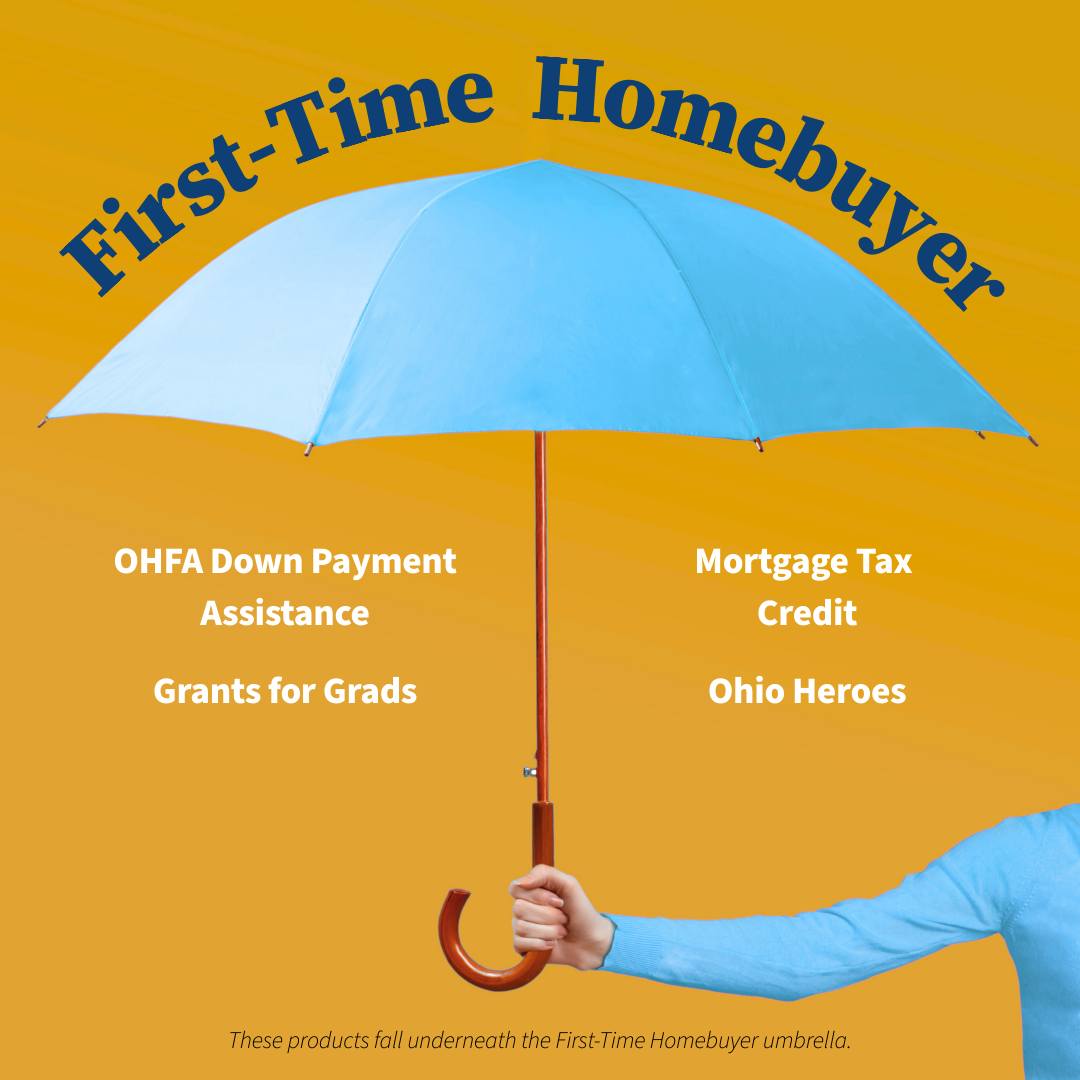 First-Time Homebuyer
OHFA Down Payment
Assistance
Grants for Grads
Mortgage Tax
Credit
Ohio Heroes
These products fall underneath the First-Time Homebuyer umbrella.